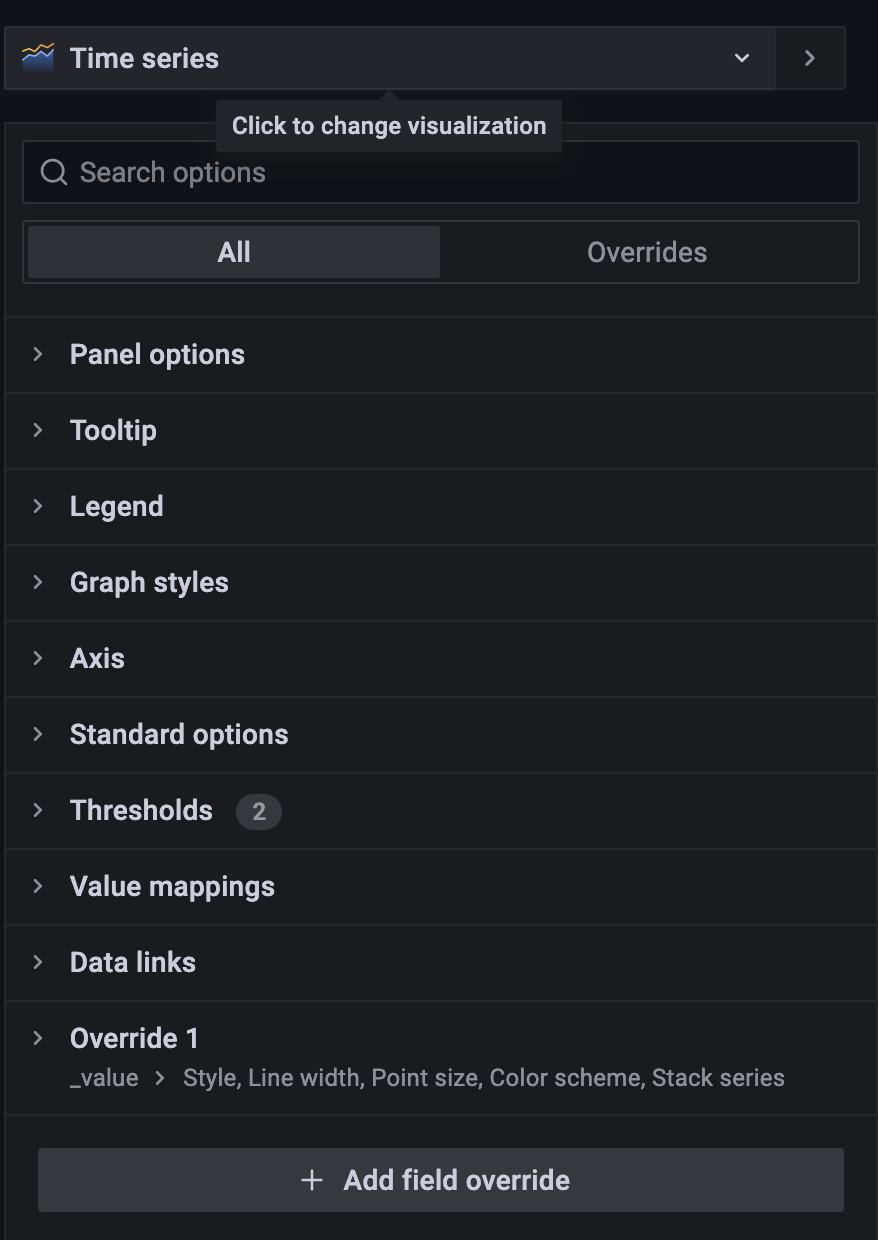 Time series
Click to change visualization
Search options
All Overrides
Panel options
Tooltip
Legend
Graph styles
Axis
Standard options
Thresholds 2
Value mappings
Data links
Override 1
_value > Style, Line width, Point size, Color scheme, Stack series
+ Add field override